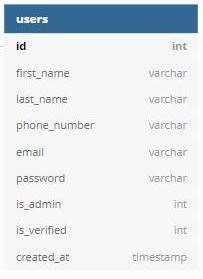 users
id int
first_name varchar
last_name varchar
phone_number varchar
email varchar
password varchar
is_admin int
is_verified int
created_at timestamp